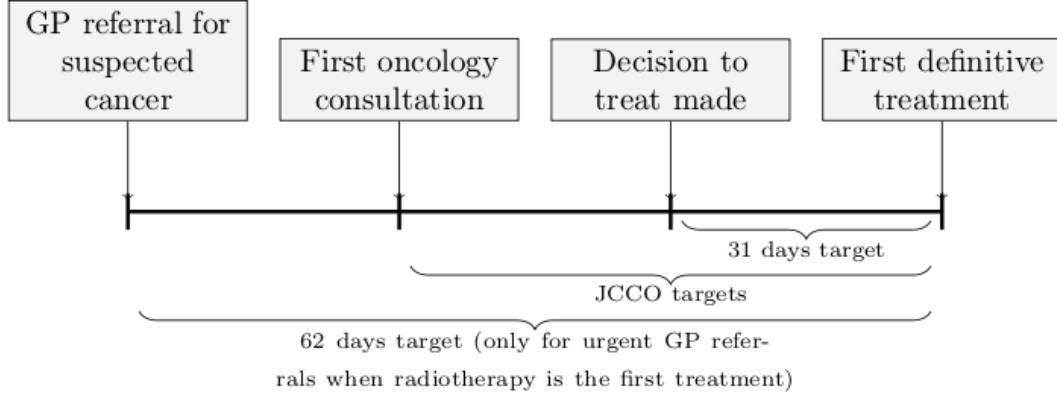 GP referral for
suspected
cancer
First oncology
consultation
Decision to
treat made
First definitive
treatment
31 days target
JCCO targets
62 days target (only for urgent GP refer-
rals when radiotherapy is the first treatment)